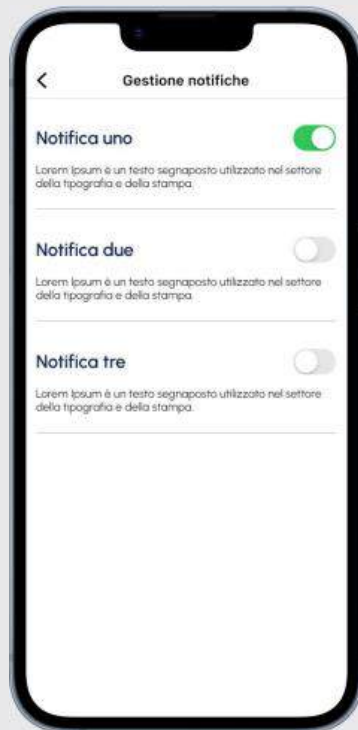 Gestione notifiche
Notifica uno
Lorem Ipsum è un testo segnaposto utilizzato nel settore
della tipografia e della stampa.
Notifica due
Lorem Ipsum è un testo segnaposto utilizzato nel settore
della tipografia e della stampa.
Notifica tre
Lorem Ipsum è un testo segnaposto utilizzato nel settore
della tipografia e della stampa.